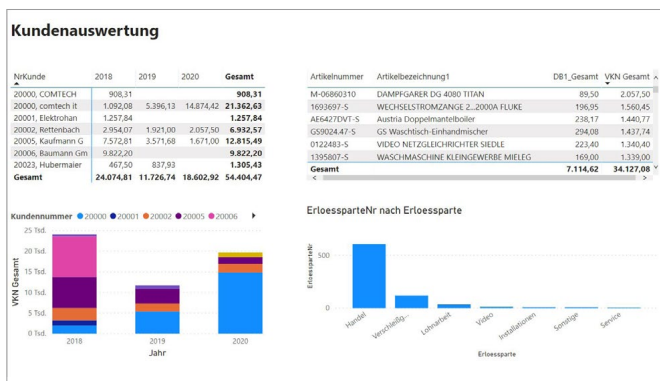 Kundenauswertung
NrKunde 2018 2019 2020 Gesamt
20000, COMTECH 908,31 908,31
20000, comtech it 1.092,08 5.396,13 14.874,42 21.362,63
20001, Elektrohan 1.257,84 1.257,84
20002, Rettenbach 2.954,07 1.921,00 2.057,50 6.932,57
20005, Kaufmann G 7.572,81 3.571,68 1.671,00 12.815,49
20006, Baumann Gm 9.822,20 9.822,20
20023, Hubermaier 467,50 837,93 1.305,43
Gesamt 24.074,81 11.726,74 18.602,92 54.404,47
Artikelnummer Artikelbezeichnung1 DB1_Gesamt VKN Gesamt
M-06860310 DAMPFGARER DG 4080 TITAN 89,50 2.057,50
1693697-S WECHSELSTROMZANGE 2...2000A FLUKE 196,95 1.560,45
AE6427DVT-S Austria Doppelmantelboiler 238,17 1.440,77
GS9024.47-S GS Waschtisch-Einhandmischer 294,08 1.437,74
0122483-S VIDEO NETZGLEICHRICHTER SIEDLE 223,40 1.340,40
1395807-S WASCHMASCHINE KLEINGEWERBE MIELEG 169,00 1.339,00
Gesamt 7.114,62 34.127,08
Kundennummer 20000 20001 20002 20005 20006
25 Tsd.
20 Tsd.
15 Tsd.
10 Tsd.
5 Tsd.
0 Tsd.
VKN Gesamt
2018 2019 2020
Jahr
ErloessparteNr nach Erloessparte
ErloessparteNr
500
0
Handel Verschleißg... Lohnarbeit Video Installationen Sonstige Service
Erloessparte